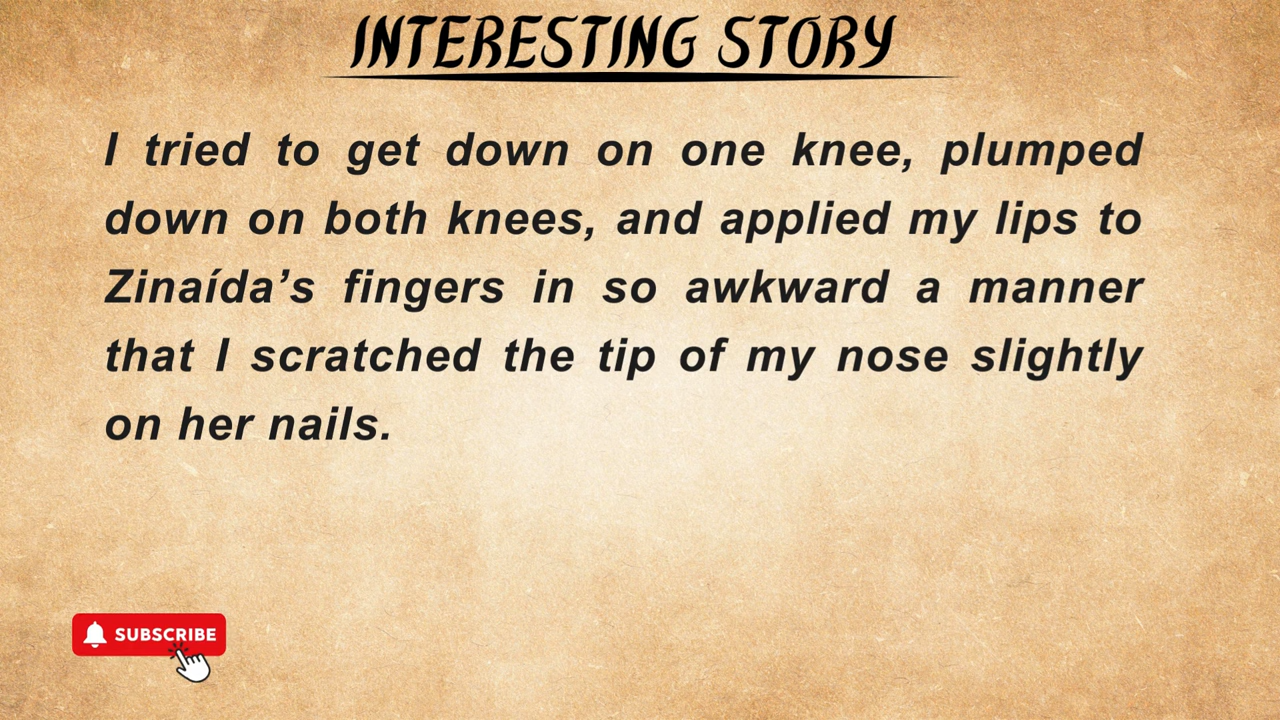 INTERESTING STORY
I tried to get down on one knee, plumped
down on both knees, and applied my lips to
Zinaída’s fingers in so awkward a manner
that I scratched the tip of my nose slightly
on her nails.
SUBSCRIBE